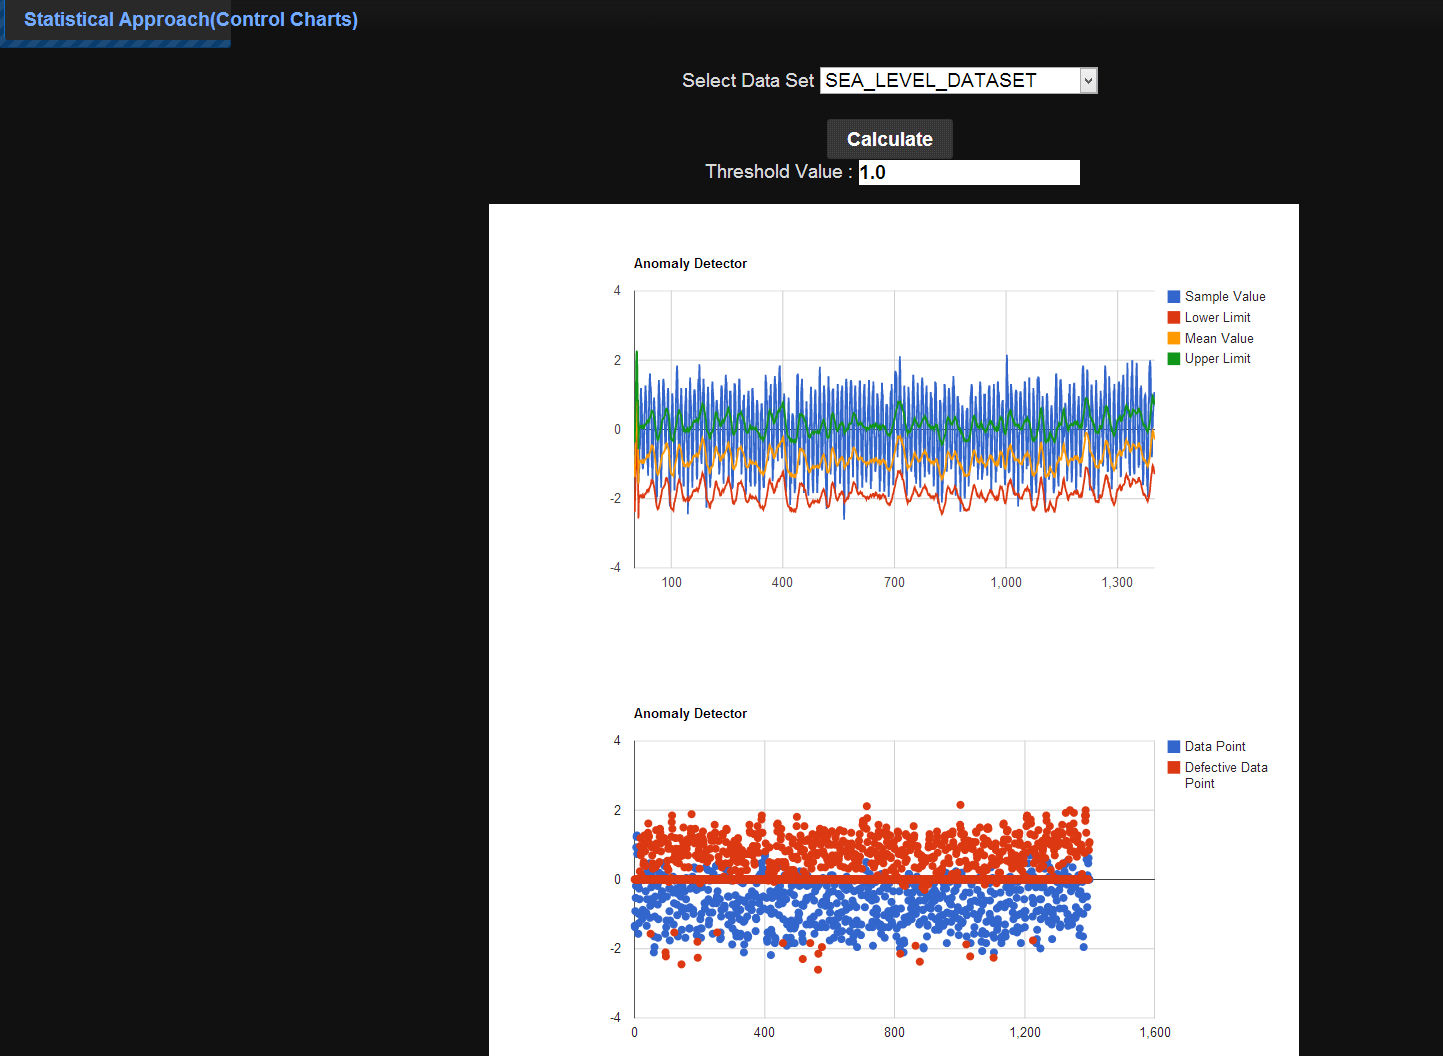 Statistical Approach(Control Charts)
Select Data Set SEA_LEVEL_DATASET
Calculate
Threshold Value : 1.0
Anomaly Detector
4
2
0
-2
-4
100 400 700 1,000 1,300
Sample Value
Lower Limit
Mean Value
Upper Limit
Anomaly Detector
4
2
0
-2
-4
0 400 800 1,200 1,600
Data Point
Defective Data
Point